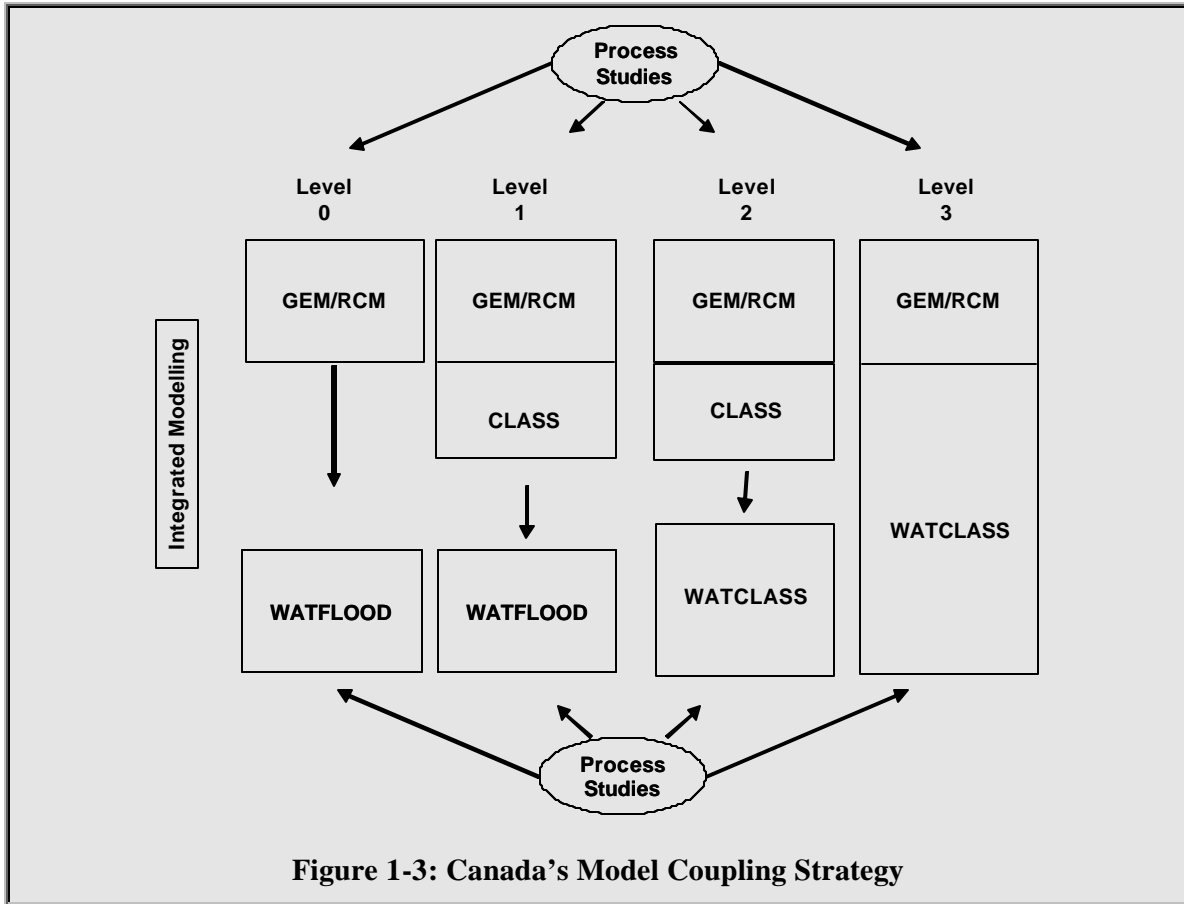 Process
Studies
Level
0
Level
1
Level
2
Level
3
GEM/RCM
GEM/RCM
GEM/RCM
GEM/RCM
Integrated Modelling
CLASS
CLASS
WATCLASS
WATFLOOD
WATFLOOD
WATCLASS
Process
Studies
Figure 1-3: Canada's Model Coupling Strategy